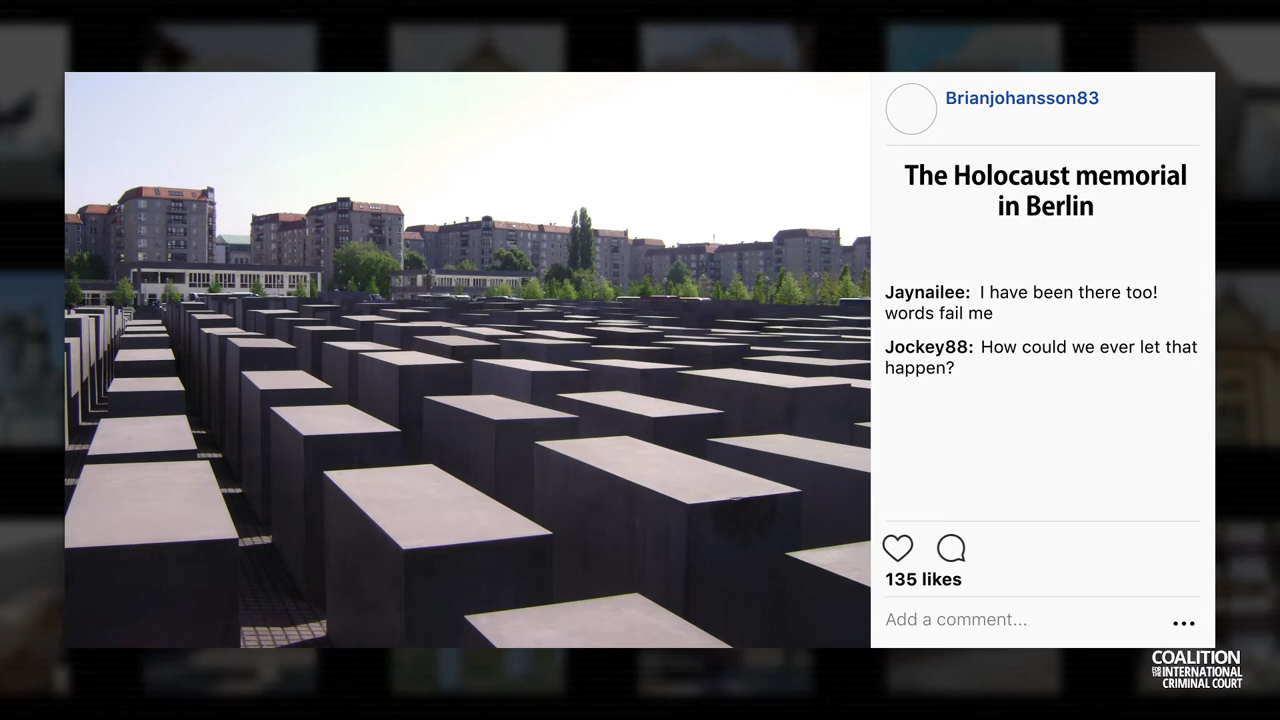 Brianjohansson83
The Holocaust memorial
in Berlin
Jaynailee: I have been there too!
words fail me
Jockey88: How could we ever let that
happen?
135 likes
Add a comment...
COALITION
FOR THE INTERNATIONAL
CRIMINAL COURT